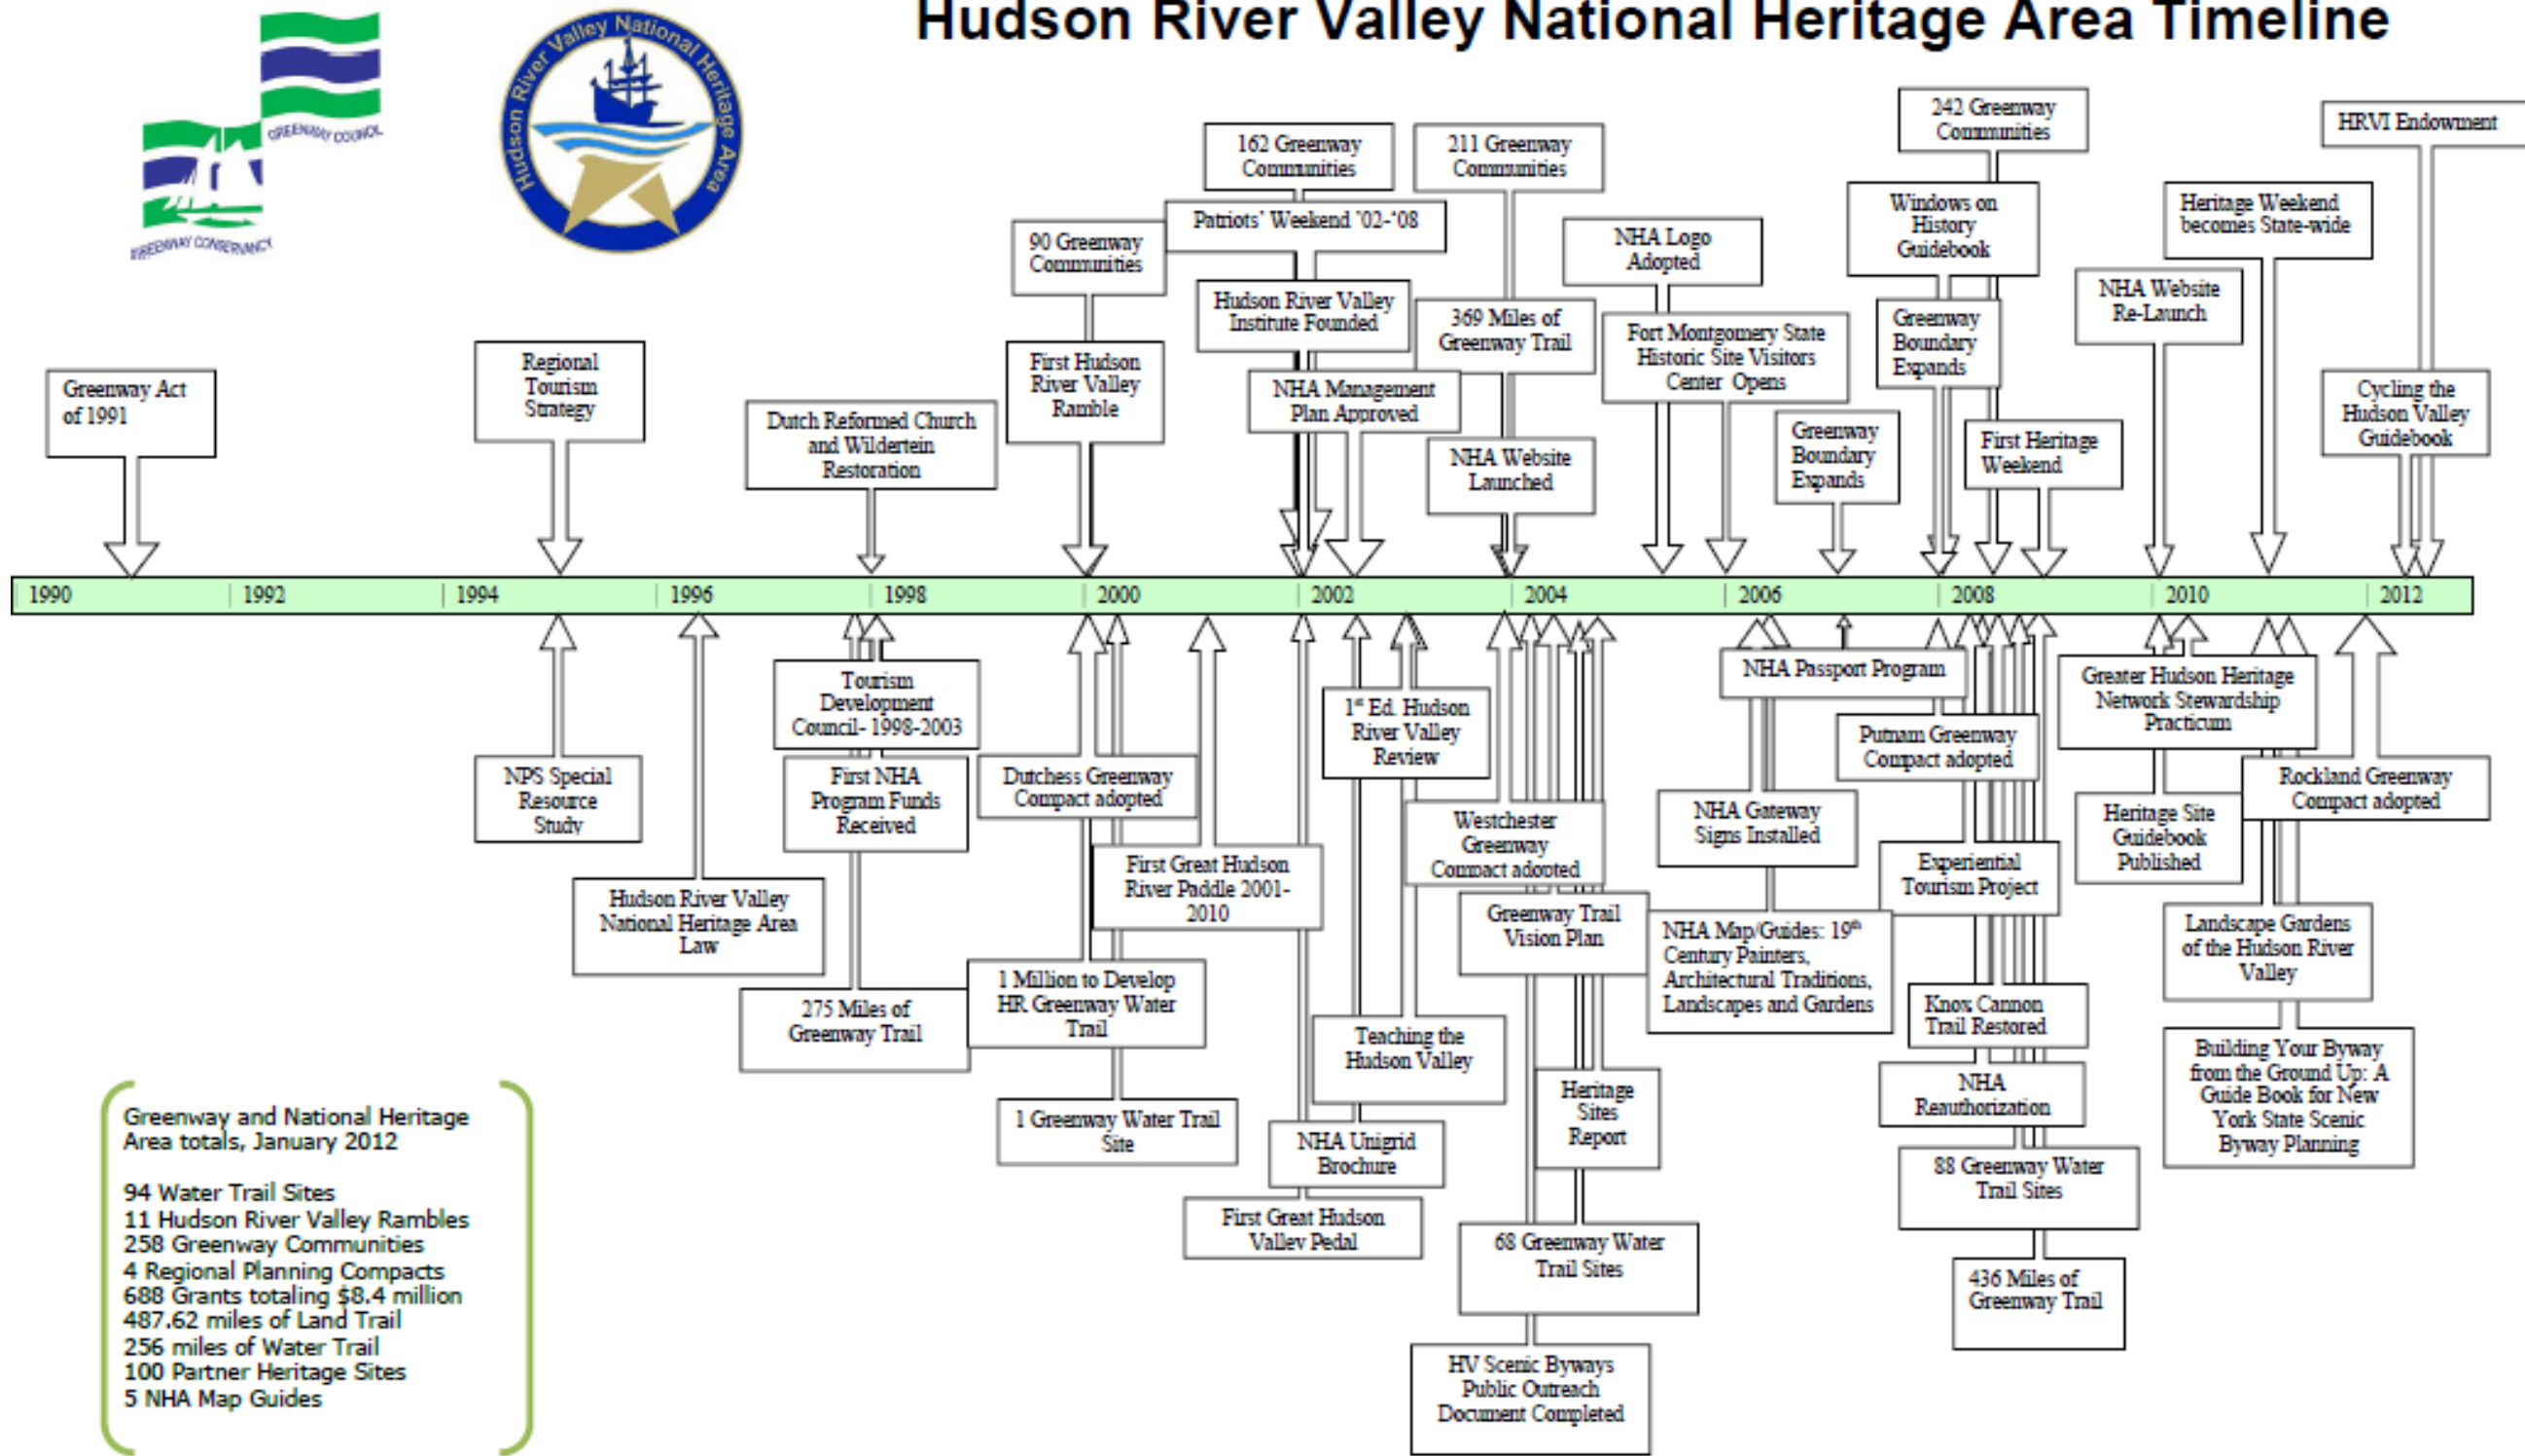 Hudson River Valley National Heritage Area Timeline
GREENWAY COUNCIL
GREENWAY CONSERVANCY
Hudson River Valley National Heritage Area
242 Greenway
Communities
HRVI Endowment
162 Greenway
Communities
211 Greenway
Communities
Windows on
History
Guidebook
Heritage Weekend
becomes State-wide
Patriots' Weekend '02-'08
90 Greenway
Communities
NHA Logo
Adopted
NHA Website
Re-Launch
Hudson River Valley
Institute Founded
369 Miles of
Greenway Trail
Fort Montgomery State
Historic Site Visitors
Center Opens
Greenway
Boundary
Expands
Greenway Act
of 1991
Regional
Tourism
Strategy
First Hudson
River Valley
Ramble
NHA Management
Plan Approved
Cycling the
Hudson Valley
Guidebook
Dutch Reformed Church
and Wildertein
Restoration
NHA Website
Launched
Greenway
Boundary
Expands
First Heritage
Weekend
1990
1992
1994
1996
1998
2000
2002
2004
2006
2008
2010
2012
Tourism
Development
Council- 1998-2003
1st Ed. Hudson
River Valley
Review
NHA Passport Program
Greater Hudson Heritage
Network Stewardship
Practicum
Putnam Greenway
Compact adopted
NPS Special
Resource
Study
First NHA
Program Funds
Received
Dutchess Greenway
Compact adopted
Rockland Greenway
Compact adopted
Westchester
Greenway
Compact adopted
NHA Gateway
Signs Installed
Heritage Site
Guidebook
Published
First Great Hudson
River Paddle 2001-
2010
Experiential
Tourism Project
Hudson River Valley
National Heritage Area
Law
Greenway Trail
Vision Plan
NHA Map/Guides: 19th
Century Painters,
Architectural Traditions,
Landscapes and Gardens
Landscape Gardens
of the Hudson River
Valley
275 Miles of
Greenway Trail
1 Million to Develop
HR Greenway Water
Trail
Knox Cannon
Trail Restored
Teaching the
Hudson Valley
Building Your Byway
from the Ground Up: A
Guide Book for New
York State Scenic
Byway Planning
Heritage
Sites
Report
NHA
Reauthorization
1 Greenway Water Trail
Site
NHA Unigrid
Brochure
88 Greenway Water
Trail Sites
First Great Hudson
Valley Pedal
68 Greenway Water
Trail Sites
436 Miles of
Greenway Trail
HV Scenic Byways
Public Outreach
Document Completed
Greenway and National Heritage
Area totals, January 2012
94 Water Trail Sites
11 Hudson River Valley Rambles
258 Greenway Communities
4 Regional Planning Compacts
688 Grants totaling $8.4 million
487.62 miles of Land Trail
256 miles of Water Trail
100 Partner Heritage Sites
5 NHA Map Guides